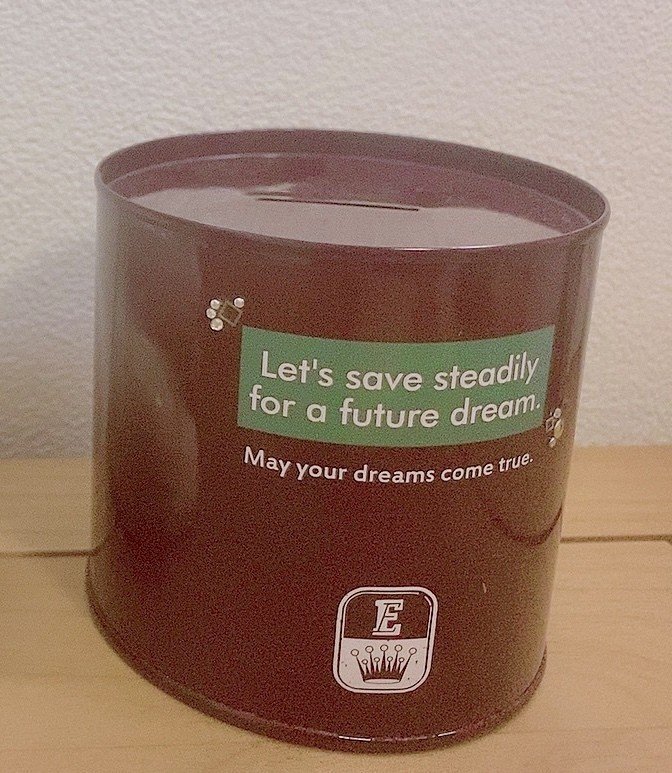 Let's save steadily
for a future dream.
May your dreams come true.
E